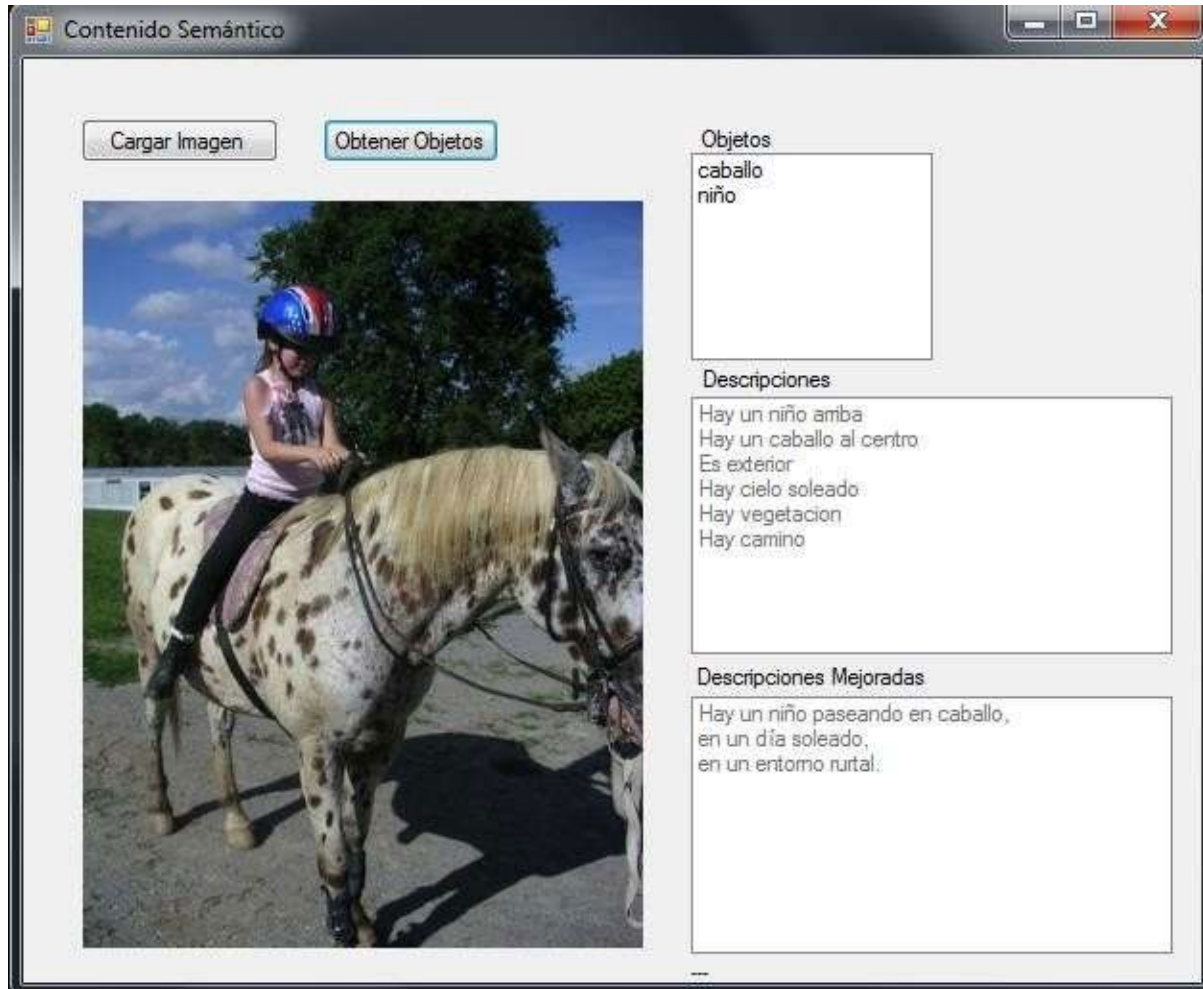 Contenido Semántico
Cargar Imagen
Obtener Objetos
Objetos
caballo
niño
Descripciones
Hay un niño arriba
Hay un caballo al centro
Es exterior
Hay cielo soleado
Hay vegetacion
Hay camino
Descripciones Mejoradas
Hay un niño paseando en caballo,
en un día soleado,
en un entorno rurtal.
---